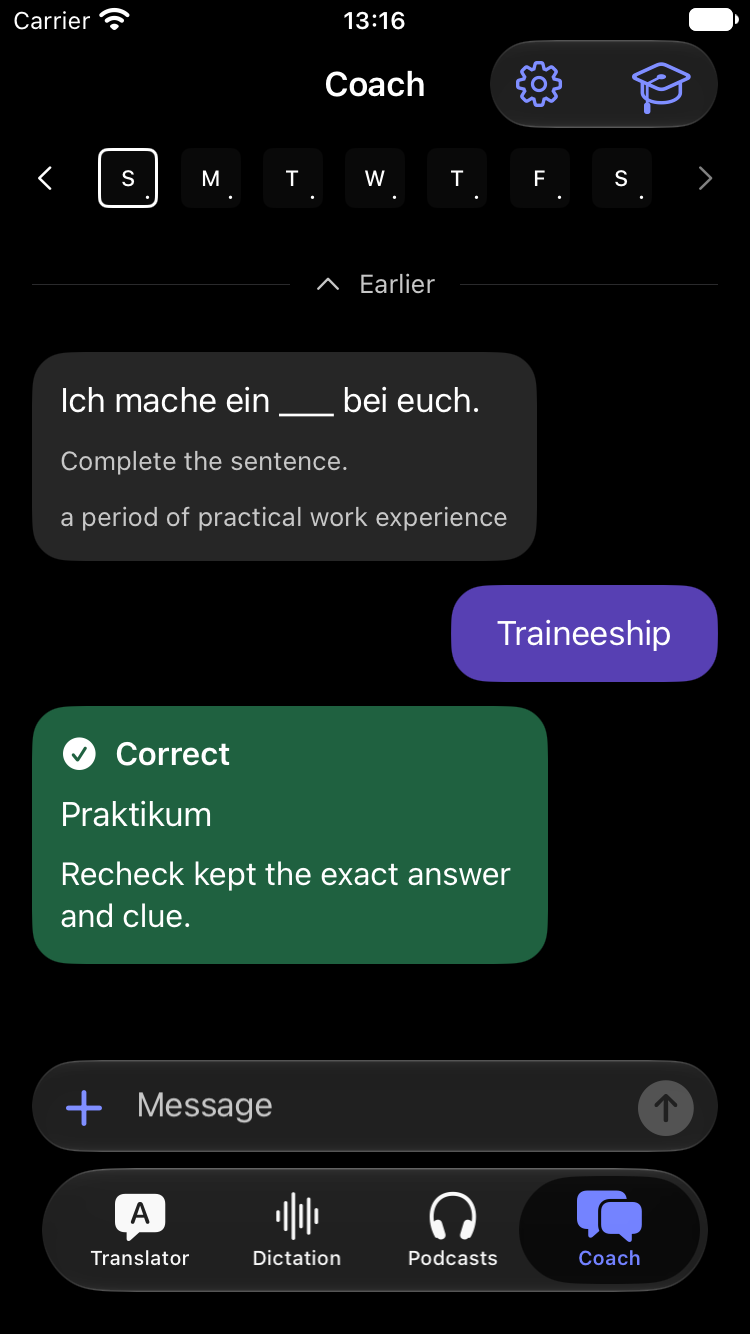 Carrier 13:16
Coach
S. M. T. W. T. F. S.
Earlier
Ich mache ein ____ bei euch.
Complete the sentence.
a period of practical work experience
Traineeship
Correct
Praktikum
Recheck kept the exact answer
and clue.
Message
A
Translator Dictation Podcasts Coach